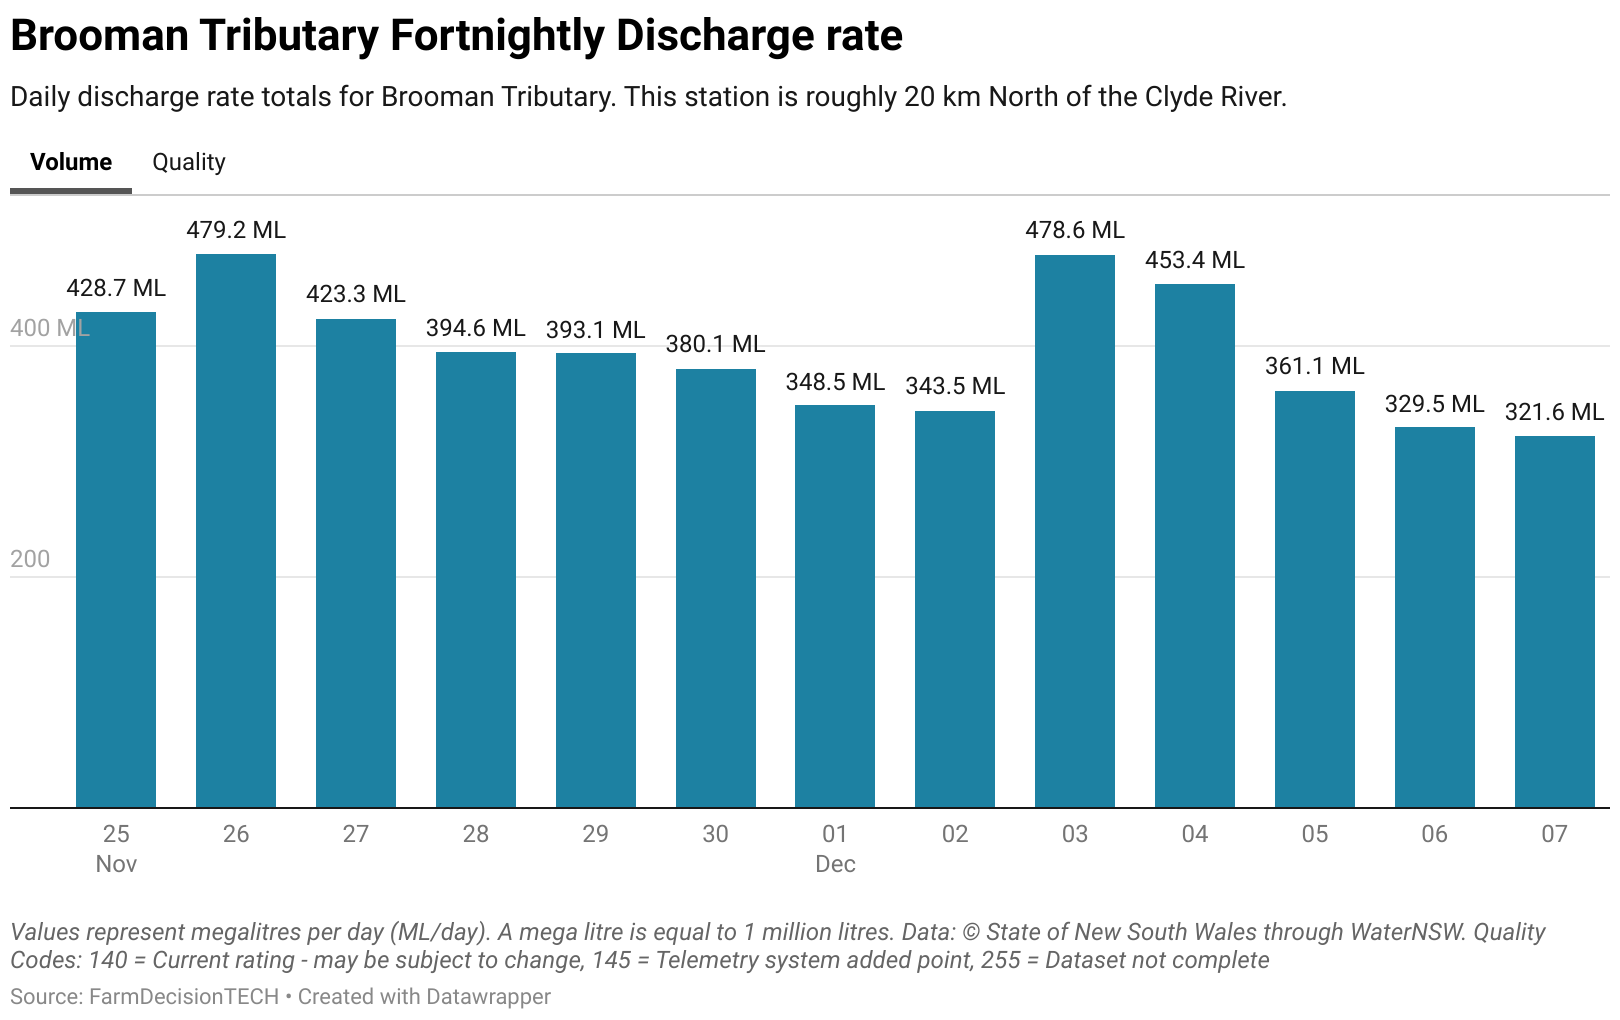 Brooman Tributary Fortnightly Discharge rate
Daily discharge rate totals for Brooman Tributary. This station is roughly 20 km North of the Clyde River.
Volume Quality
479.2 ML 478.6 ML
453.4 ML
428.7 ML 423.3 ML
400 ML 394.6 ML 393.1 ML 380.1 ML
361.1 ML
348.5 ML 343.5 ML
329.5 ML 321.6 ML
200
25 26 27 28 29 30 01 02 03 04 05 06 07
Nov Dec
Values represent megalitres per day (ML/day). A mega litre is equal to 1 million litres. Data: © State of New South Wales through WaterNSW. Quality
Codes: 140 = Current rating - may be subject to change, 145 = Telemetry system added point, 255 = Dataset not complete
Source: FarmDecisionTECH • Created with Datawrapper